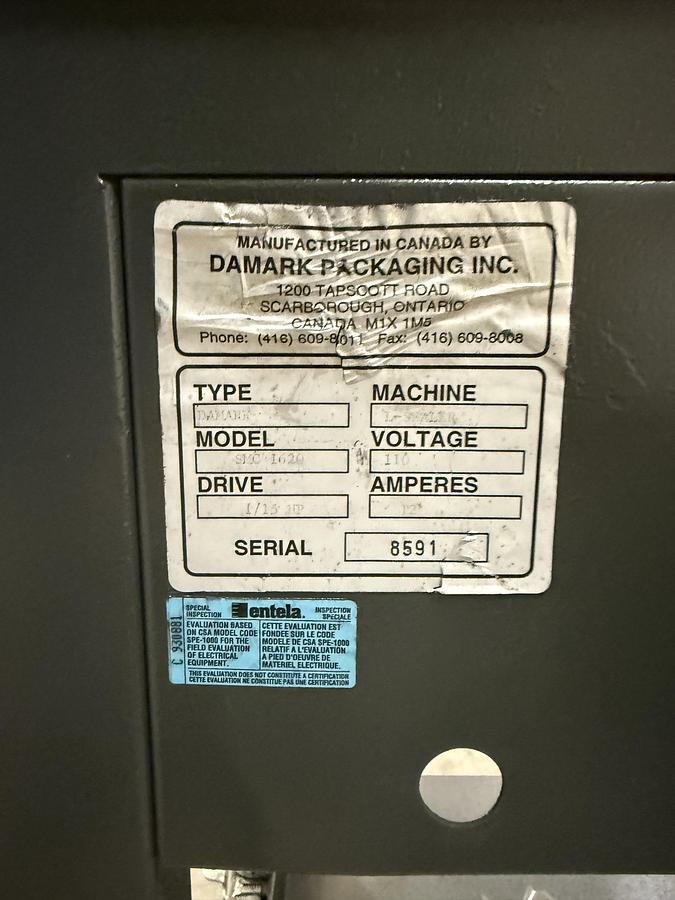 MANUFACTURED IN CANADA BY
DAMARK PACKAGING INC.
1200 TAPSCOTT ROAD
SCARBOROUGH, ONTARIO
CANADA M1X 1M5
Phone: (416) 609-8011 Fax: (416) 609-8008
TYPE MACHINE
DAMARK L-SEALER
MODEL VOLTAGE
SMC 1620 110
DRIVE AMPERES
1/15 HP 12
SERIAL 8591
C 930881
SPECIAL INSPECTION
entela.
INSPECTION SPÉCIALE
EVALUATION BASED
ON CSA MODEL CODE
SPE-1000 FOR THE
FIELD EVALUATION
OF ELECTRICAL
EQUIPMENT.
CETTE EVALUATION EST
FONDEE SUR LE CODE
MODELE DE CSA SPE-1000
RELATIF A L'EVALUATION
A PIED D'OEUVRE DE
MATERIEL ELECTRIQUE.
THIS EVALUATION DOES NOT CONSTITUTE A CERTIFICATION
CETTE EVALUATION NE CONSTITUE PAS UNE CERTIFICATION